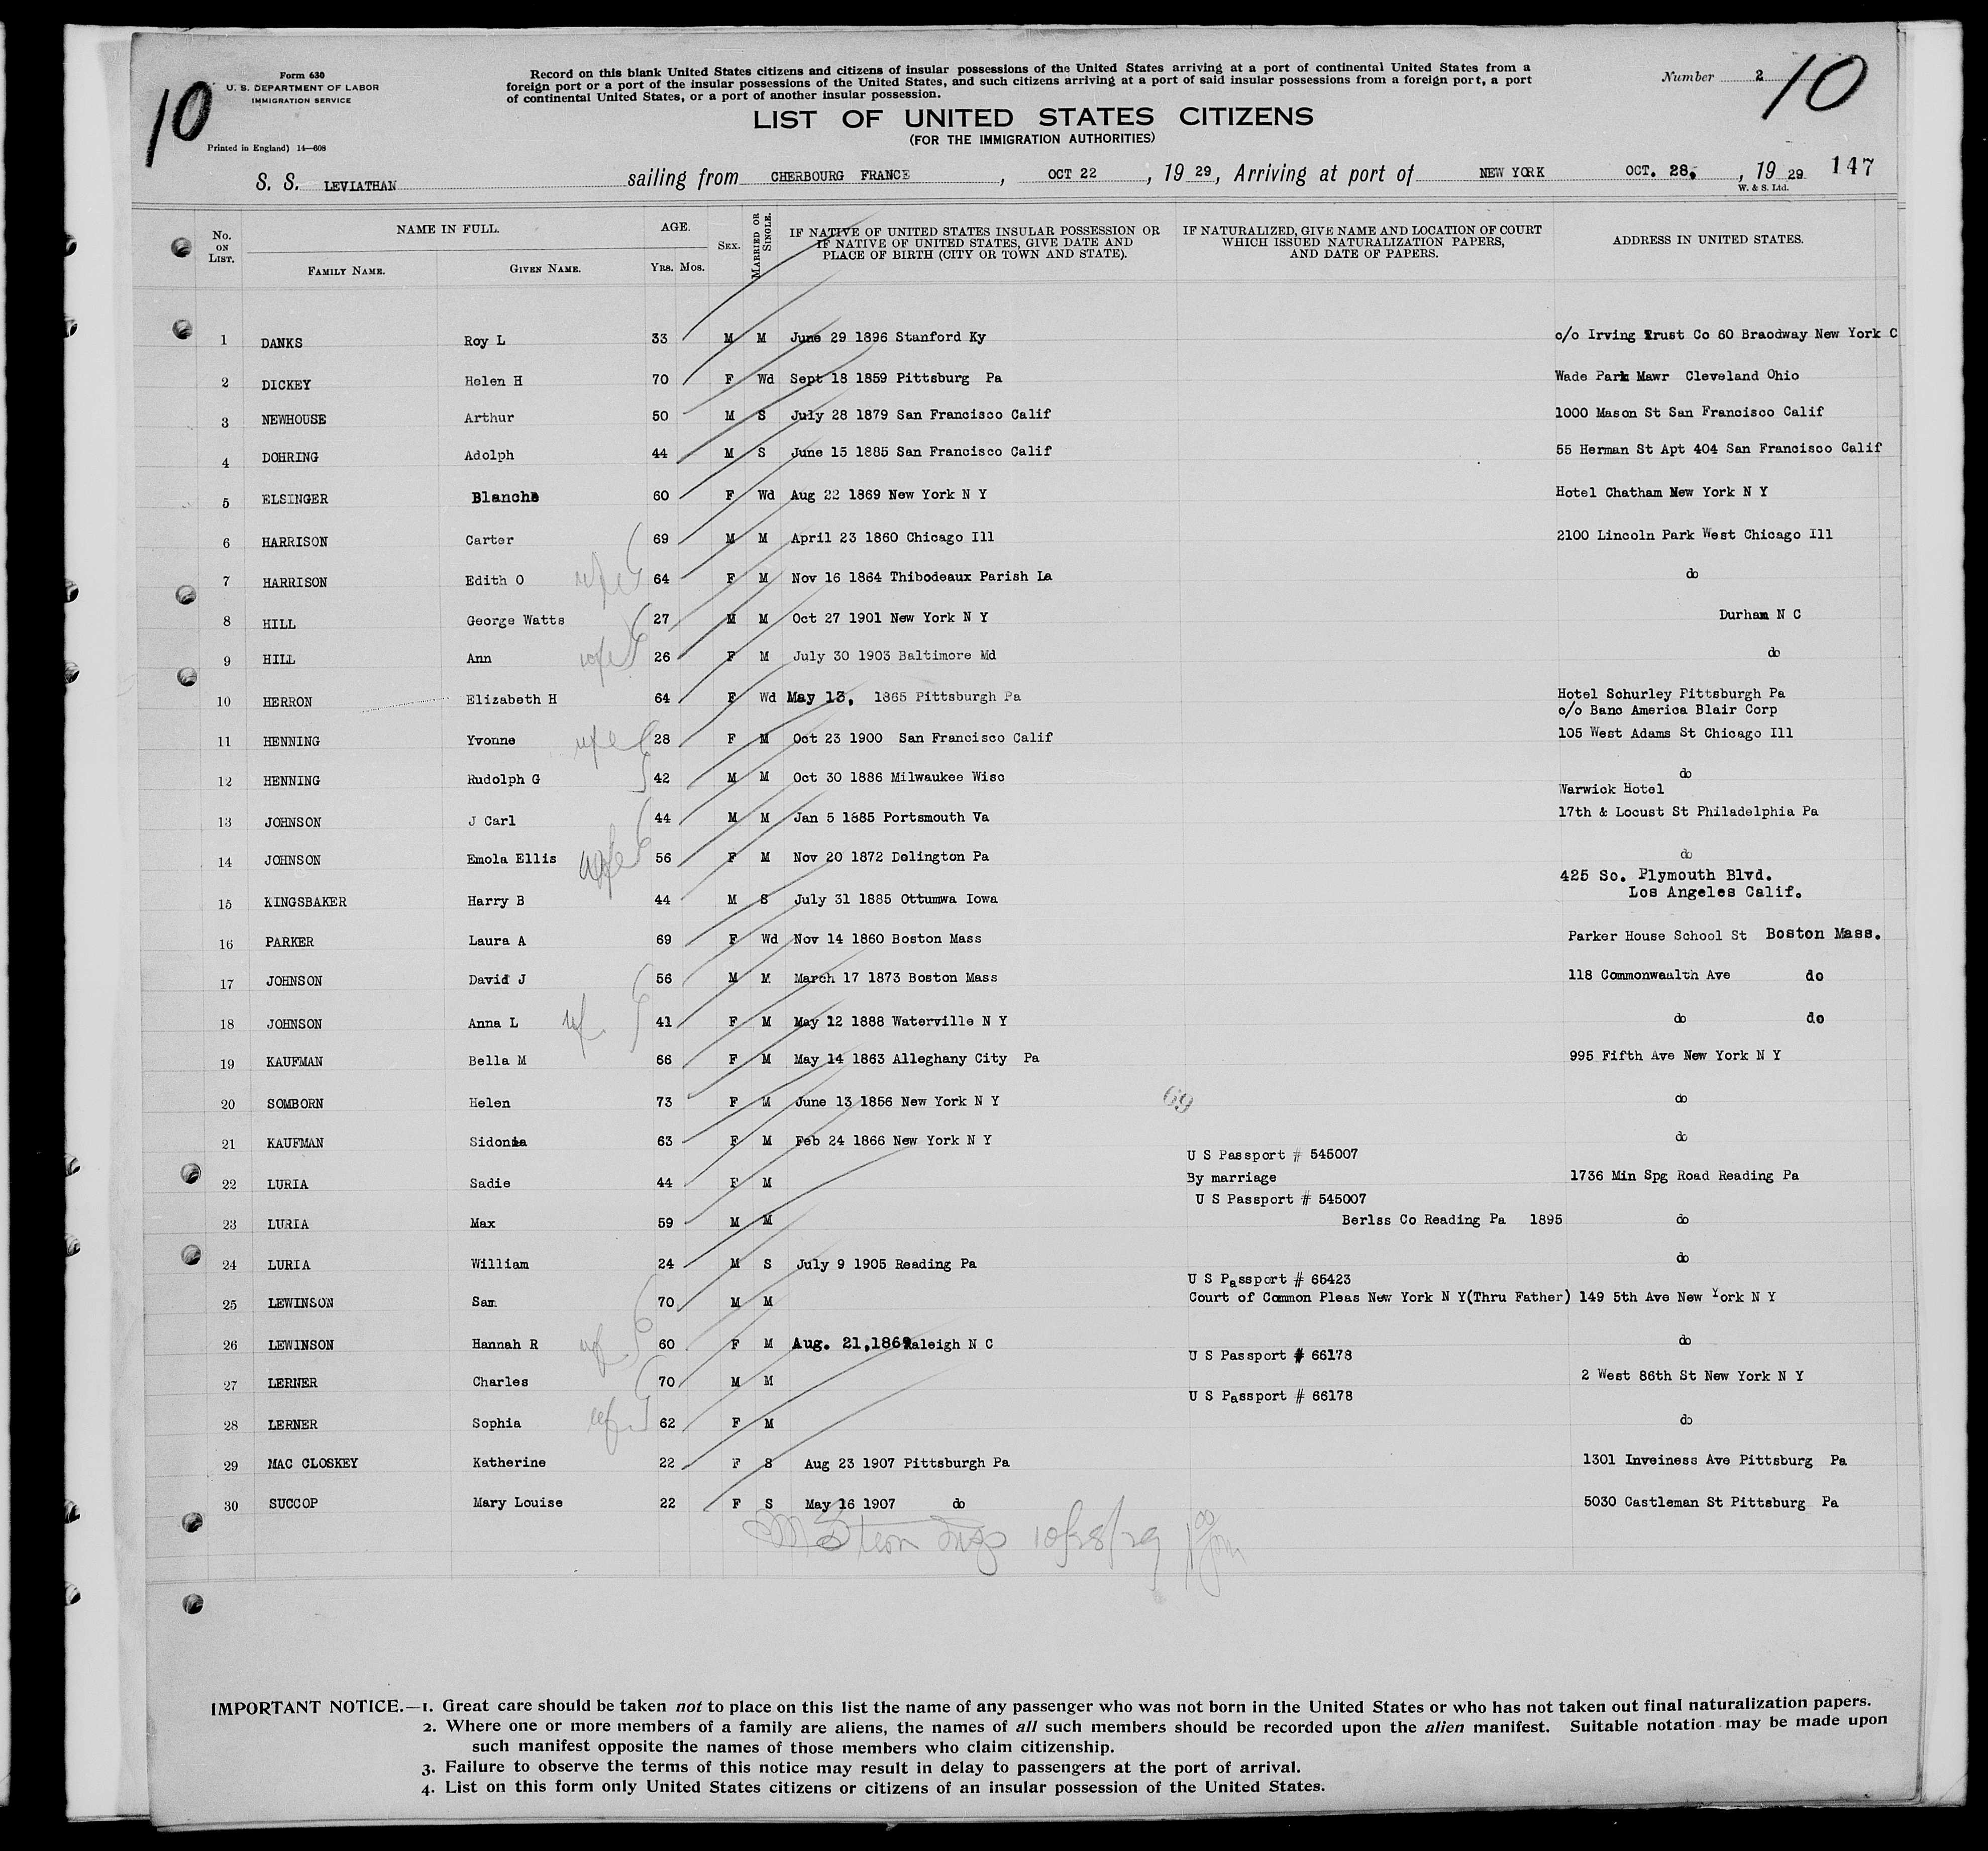 10
Form 630
U. S. DEPARTMENT OF LABOR
IMMIGRATION SERVICE
Printed in England) 14—608
Record on this blank United States citizens and citizens of insular possessions of the United States arriving at a port of continental United States from a
foreign port or a port of the insular possessions of the United States, and such citizens arriving at a port of said insular possessions from a foreign port, a port
of continental United States, or a port of another insular possession.
Number 2
10
LIST OF UNITED STATES CITIZENS
(FOR THE IMMIGRATION AUTHORITIES)
S. S. LEVIATHAN sailing from CHERBOURG FRANCE, OCT 22, 19 29, Arriving at port of NEW YORK OCT. 28, , 19 29 147
W. & S. Ltd.
No. ON LIST. NAME IN FULL. FAMILY NAME. GIVEN NAME. AGE. YRS. MOS. SEX. MARRIED OR SINGLE. IF NATIVE OF UNITED STATES INSULAR POSSESSION OR IF NATIVE OF UNITED STATES, GIVE DATE AND PLACE OF BIRTH (CITY OR TOWN AND STATE). IF NATURALIZED, GIVE NAME AND LOCATION OF COURT WHICH ISSUED NATURALIZATION PAPERS, AND DATE OF PAPERS. ADDRESS IN UNITED STATES.
1 DANKS Roy L 33 M M June 29 1896 Stanford Ky c/o Irving Trust Co 60 Braodway New York C
2 DICKEY Helen H 70 F Wd Sept 18 1859 Pittsburg Pa Wade Park Mawr Cleveland Ohio
3 NEWHOUSE Arthur 50 M S July 28 1879 San Francisco Calif 1000 Mason St San Francisco Calif
4 DOHRING Adolph 44 M S June 15 1885 San Francisco Calif 55 Herman St Apt 404 San Francisco Calif
5 ELSINGER Blanche 60 F Wd Aug 22 1869 New York N Y Hotel Chatham New York N Y
6 HARRISON Carter 69 M M April 23 1860 Chicago Ill 2100 Lincoln Park West Chicago Ill
7 HARRISON Edith O wife 64 F M Nov 16 1864 Thibodeaux Parish La do
8 HILL George Watts 27 M M Oct 27 1901 New York N Y Durham N C
9 HILL Ann wife 26 F M July 30 1903 Baltimore Md do
10 HERRON Elizabeth H 64 F Wd May 13, 1865 Pittsburgh Pa Hotel Schurley Pittsburgh Pa
c/o Banc America Blair Corp
11 HENNING Yvonne wife 28 F M Oct 23 1900 San Francisco Calif 105 West Adams St Chicago Ill
12 HENNING Rudolph G 42 M M Oct 30 1886 Milwaukee Wisc do
Warwick Hotel
13 JOHNSON J Carl 44 M M Jan 5 1885 Portsmouth Va 17th & Locust St Philadelphia Pa
14 JOHNSON Emola Ellis wife 56 F M Nov 20 1872 Dolington Pa do
425 So. Plymouth Blvd.
15 KINGSBAKER Harry B 44 M S July 31 1885 Ottumwa Iowa Los Angeles Calif.
16 PARKER Laura A 69 F Wd Nov 14 1860 Boston Mass Parker House School St Boston Mass.
17 JOHNSON David J 56 M M March 17 1873 Boston Mass 118 Commonwealth Ave do
18 JOHNSON Anna L wf. 41 F M May 12 1888 Waterville N Y do do
19 KAUFMAN Bella M 66 F M May 14 1863 Alleghany City Pa 995 Fifth Ave New York N Y
20 SOMBORN Helen 73 F M June 13 1856 New York N Y 69 do
21 KAUFMAN Sidonia 63 F M Feb 24 1866 New York N Y do
U S Passport # 545007
22 LURIA Sadie 44 F M By marriage 1736 Min Spg Road Reading Pa
U S Passport # 545007
23 LURIA Max 59 M M Berlss Co Reading Pa 1895 do
24 LURIA William 24 M S July 9 1905 Reading Pa do
U S Passport # 65423
25 LEWINSON Sam 70 M M Court of Common Pleas New York N Y(Thru Father) 149 5th Ave New York N Y
26 LEWINSON Hannah R wf. 60 F M Aug. 21,1869 Raleigh N C do
U S Passport # 66178
27 LERNER Charles 70 M M 2 West 86th St New York N Y
U S Passport # 66178
28 LERNER Sophia wf. 62 F M do
29 MAC CLOSKEY Katherine 22 F S Aug 23 1907 Pittsburgh Pa 1301 Inveiness Ave Pittsburg Pa
30 SUCCOP Mary Louise 22 F S May 16 1907 do 5030 Castleman St Pittsburg Pa
10/28/29
IMPORTANT NOTICE.—1. Great care should be taken not to place on this list the name of any passenger who was not born in the United States or who has not taken out final naturalization papers.
2. Where one or more members of a family are aliens, the names of all such members should be recorded upon the alien manifest. Suitable notation may be made upon
such manifest opposite the names of those members who claim citizenship.
3. Failure to observe the terms of this notice may result in delay to passengers at the port of arrival.
4. List on this form only United States citizens or citizens of an insular possession of the United States.